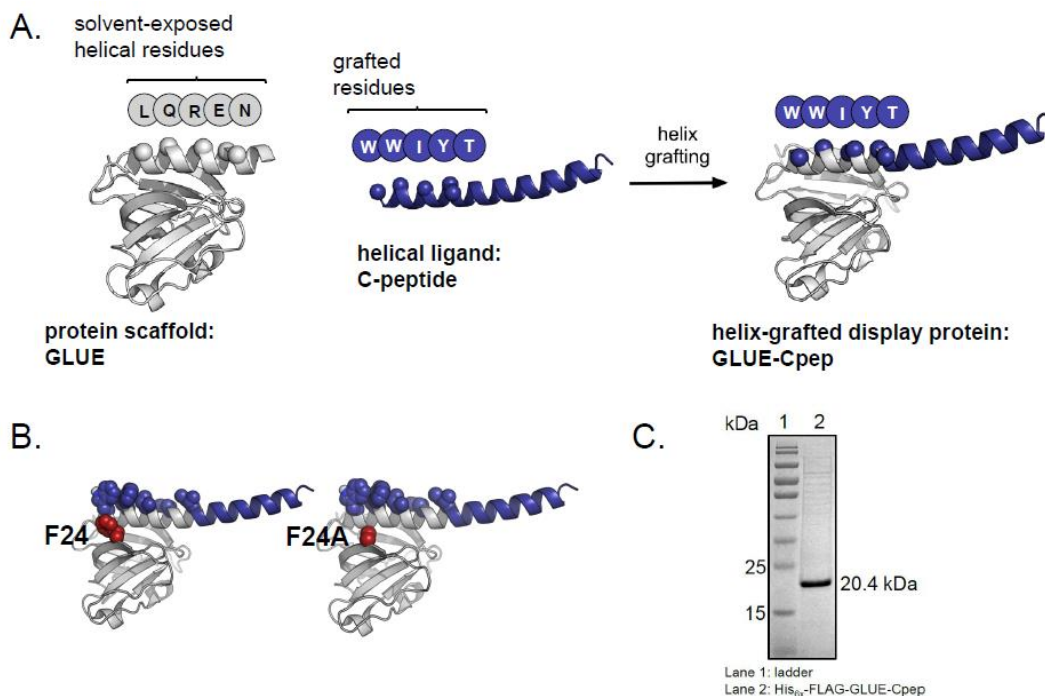 A.
solvent-exposed
helical residues
L Q R E N
protein scaffold:
GLUE
grafted
residues
W W I Y T
helical ligand:
C-peptide
helix
grafting
W W I Y T
helix-grafted display protein:
GLUE-Cpep
B.
F24
F24A
C.
kDa 1 2
25
20.4 kDa
15
Lane 1: ladder
Lane 2: His6x-FLAG-GLUE-Cpep